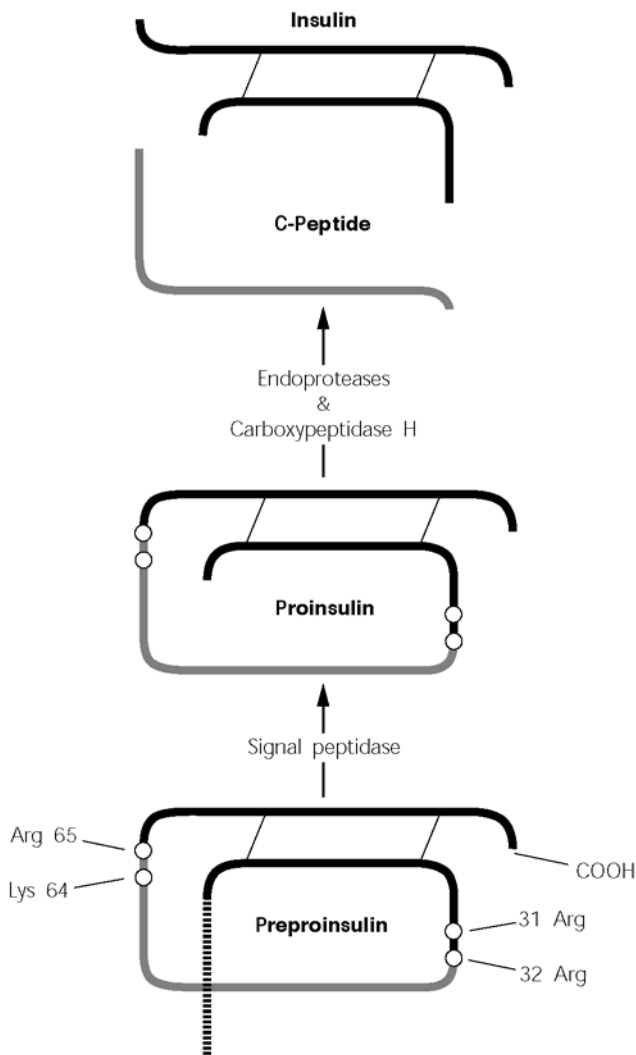 Insulin
C-Peptide
Endoproteases
&
Carboxypeptidase H
Proinsulin
Signal peptidase
Arg 65
COOH
Lys 64
Preproinsulin
31 Arg
32 Arg